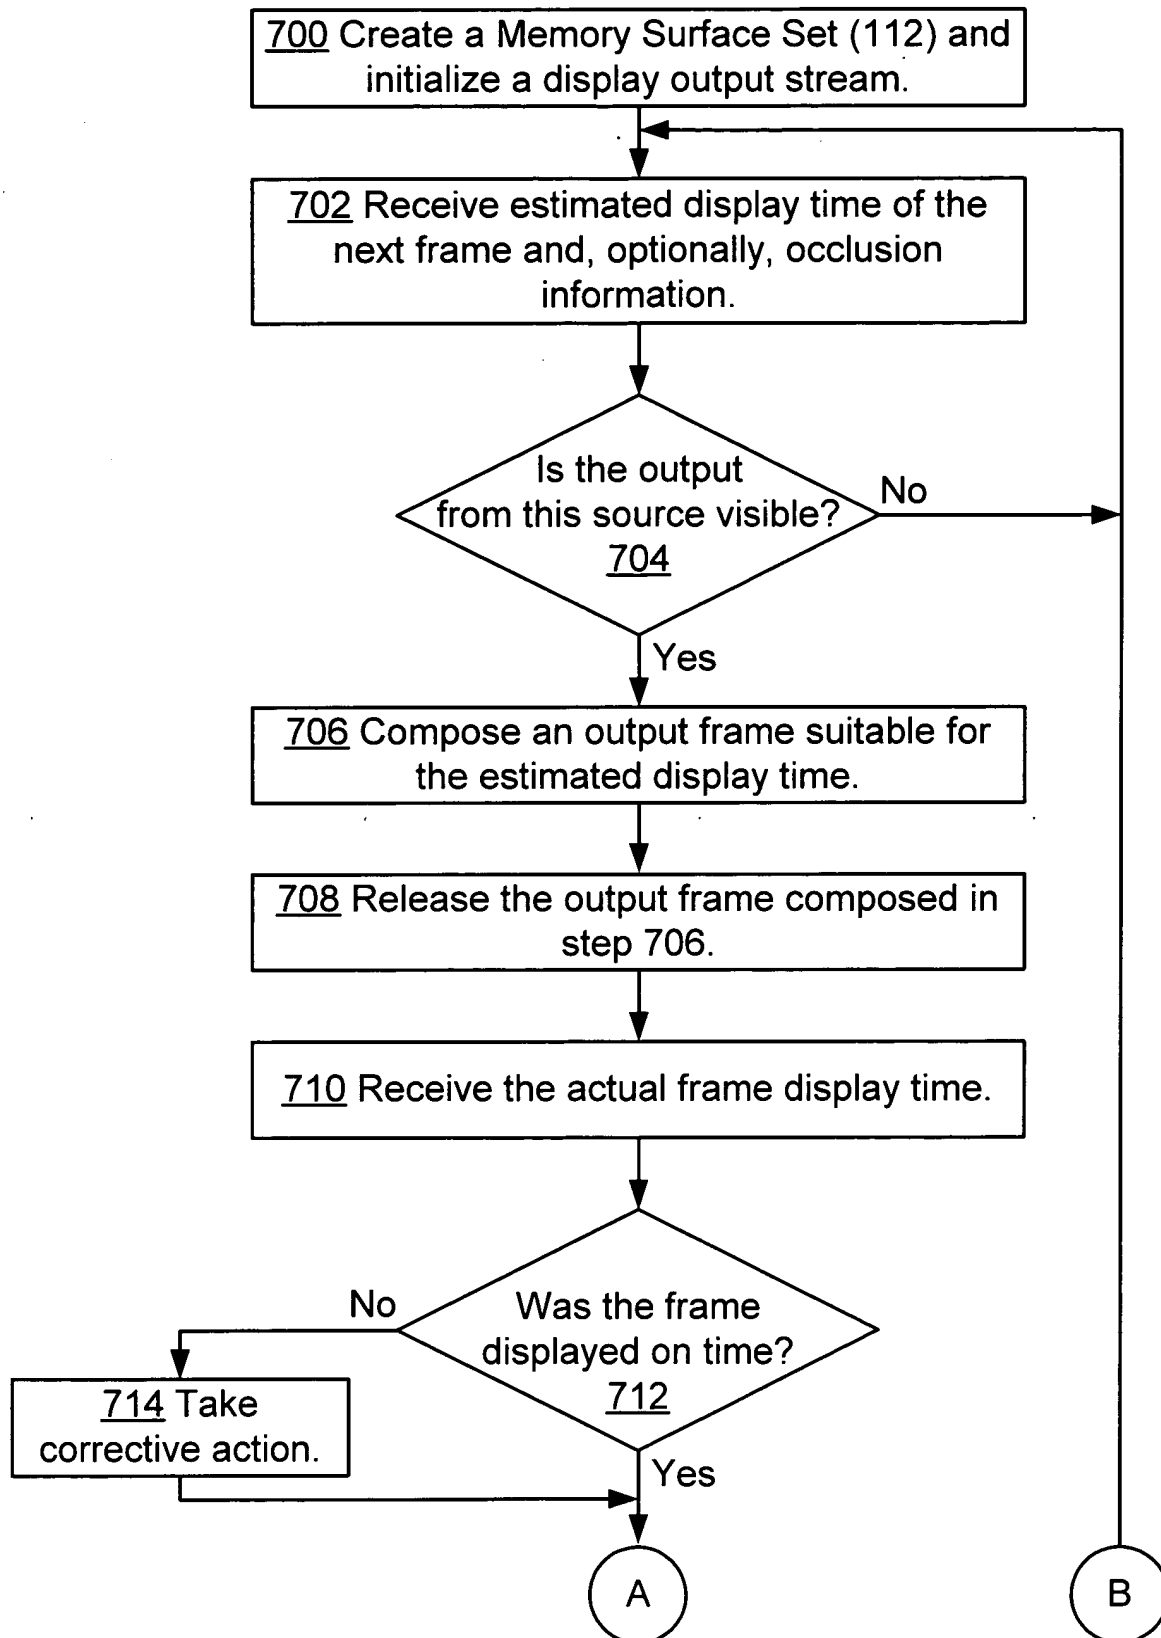 700 Create a Memory Surface Set (112) and
initialize a display output stream.
702 Receive estimated display time of the
next frame and, optionally, occlusion
information.
Is the output
from this source visible?
704
No
Yes
706 Compose an output frame suitable for
the estimated display time.
708 Release the output frame composed in
step 706.
710 Receive the actual frame display time.
Was the frame
displayed on time?
712
No
714 Take
corrective action.
Yes
A
B